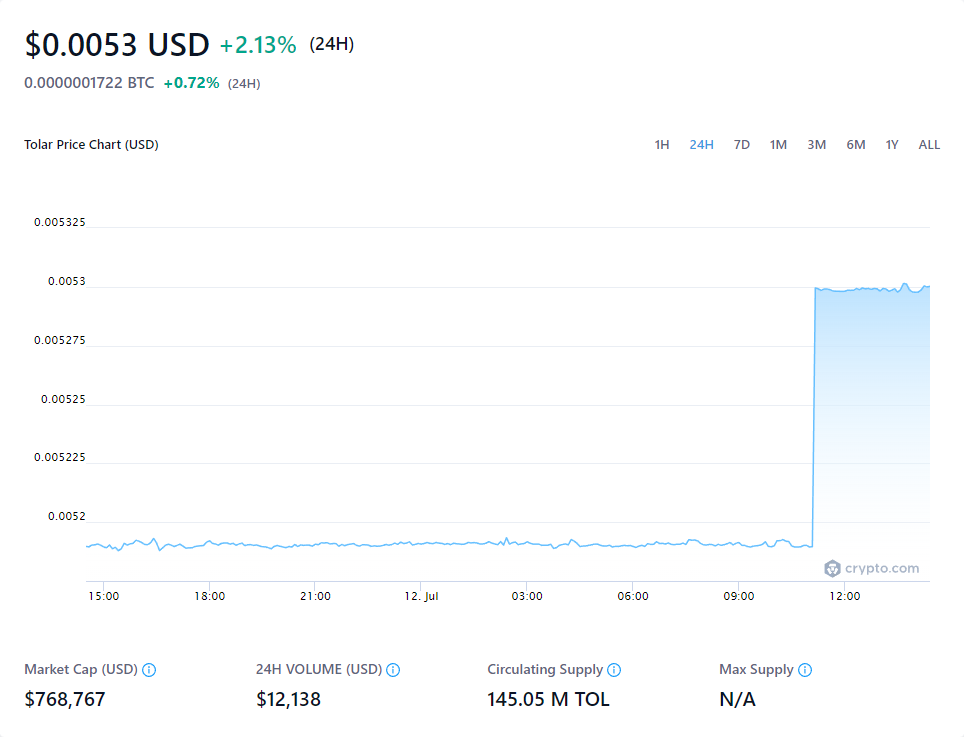 $0.0053 USD +2.13% (24H)
0.0000001722 BTC +0.72% (24H)
Tolar Price Chart (USD) 1H 24H 7D 1M 3M 6M 1Y ALL
0.005325
0.0053
0.005275
0.00525
0.005225
0.0052
crypto.com
15:00 18:00 21:00 12. Jul 03:00 06:00 09:00 12:00
Market Cap (USD) 24H VOLUME (USD) Circulating Supply Max Supply
$768,767 $12,138 145.05 M TOL N/A